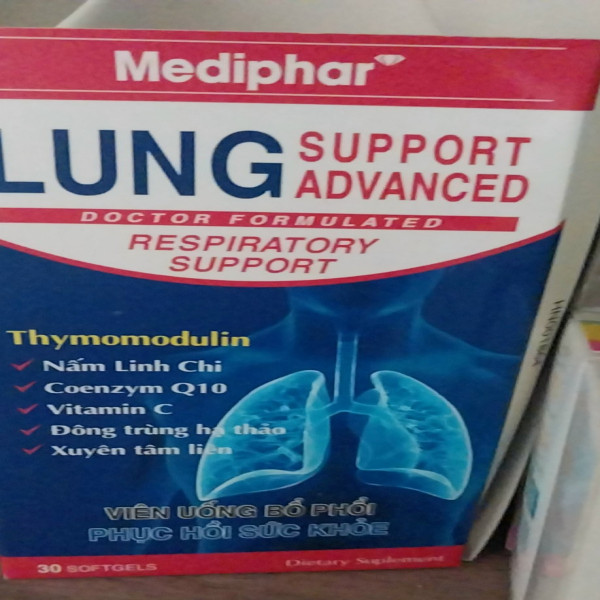 Mediphar
LUNG SUPPORT
ADVANCED
DOCTOR FORMULATED
RESPIRATORY
SUPPORT
Thymomodulin
Nấm Linh Chi
Coenzym Q10
Vitamin C
Đông trùng hạ thảo
Xuyên tâm liên
VIÊN UỐNG BỔ PHỔI
PHỤC HỒI SỨC KHỎE
30 SOFTGELS
Dietary Suplement